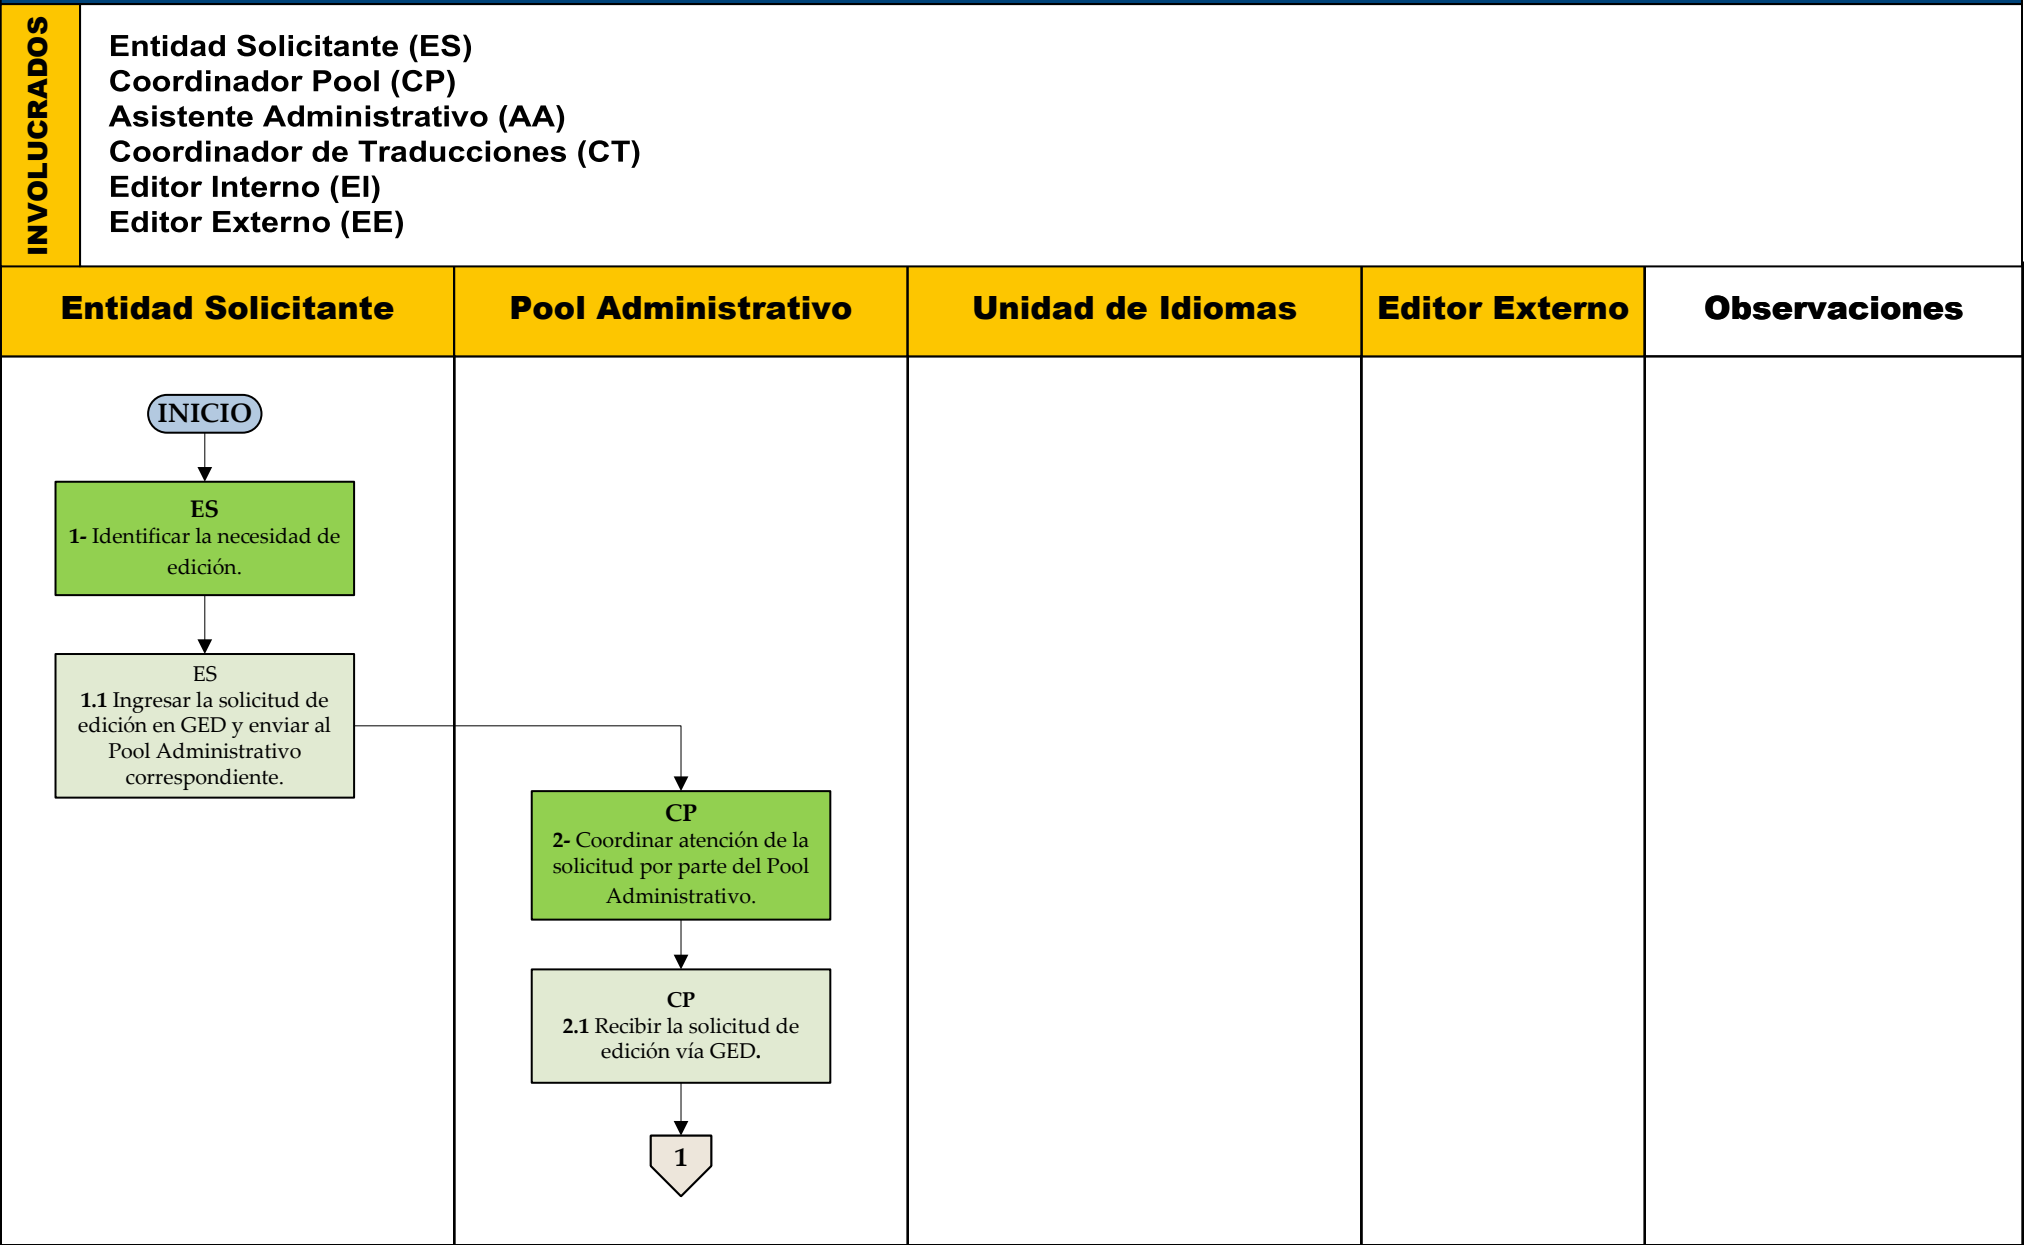 INVOLUCRADOS
Entidad Solicitante (ES)
Coordinador Pool (CP)
Asistente Administrativo (AA)
Coordinador de Traducciones (CT)
Editor Interno (EI)
Editor Externo (EE)
Entidad Solicitante
Pool Administrativo
Unidad de Idiomas
Editor Externo
Observaciones
INICIO
ES
1- Identificar la necesidad de
edición.
ES
1.1 Ingresar la solicitud de
edición en GED y enviar al
Pool Administrativo
correspondiente.
CP
2- Coordinar atención de la
solicitud por parte del Pool
Administrativo.
CP
2.1 Recibir la solicitud de
edición vía GED.
1